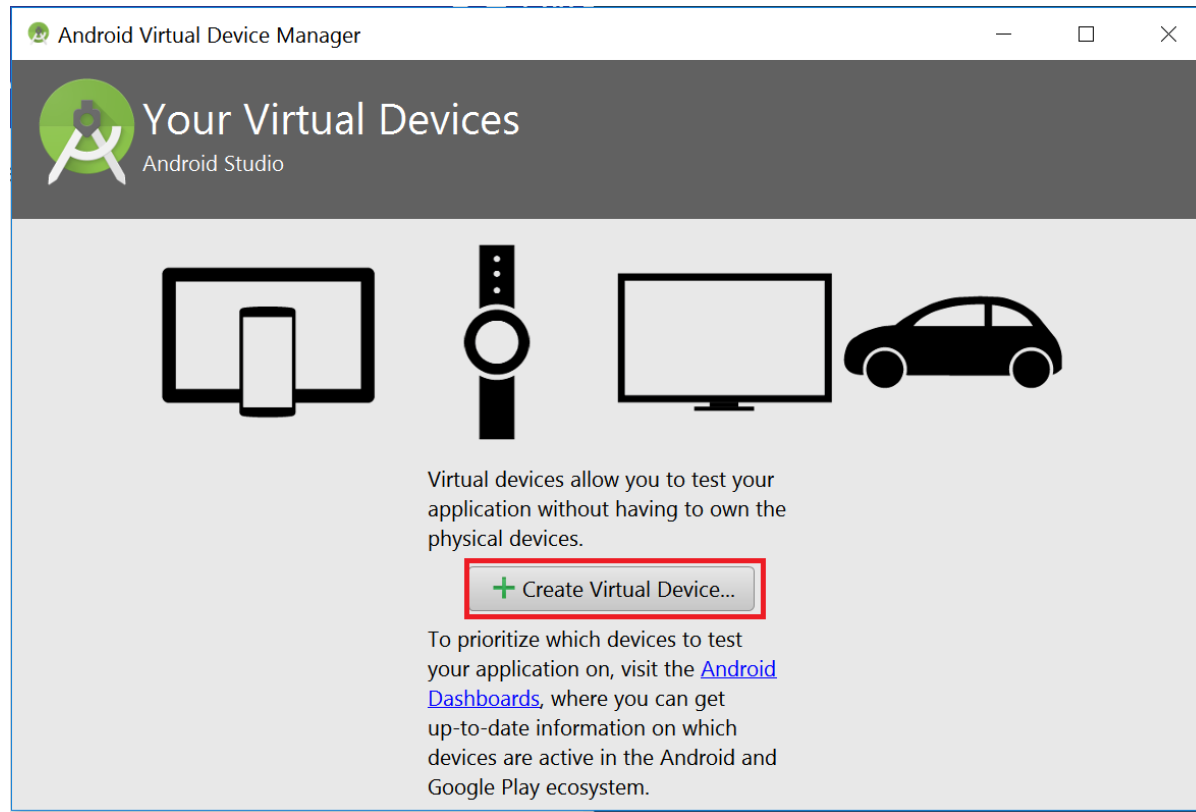 Android Virtual Device Manager
Your Virtual Devices
Android Studio
Virtual devices allow you to test your
application without having to own the
physical devices.
Create Virtual Device...
To prioritize which devices to test
your application on, visit the Android
Dashboards, where you can get
up-to-date information on which
devices are active in the Android and
Google Play ecosystem.